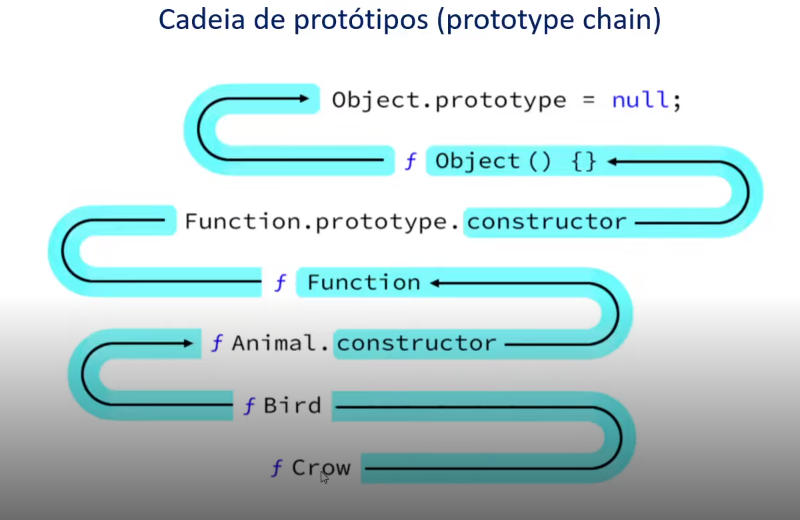 Cadeia de protótipos (prototype chain)
Object.prototype = null;
ƒ Object() {}
Function.prototype.constructor
ƒ Function
ƒ Animal.constructor
ƒ Bird
ƒ Crow